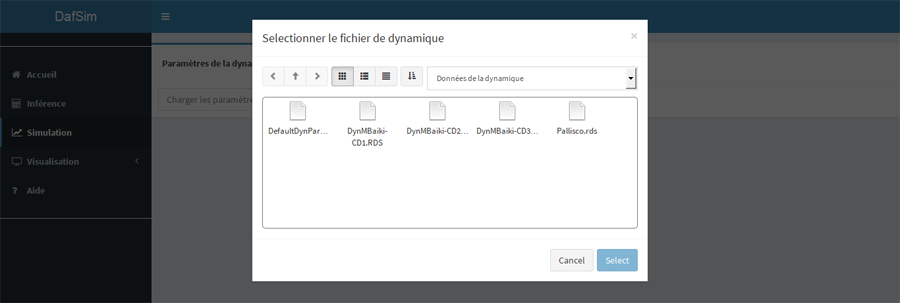 DafSim
Selectionner le fichier de dynamique
×
Paramètres de la dyna
Accueil
Inférence
Simulation
Visualisation
? Aide
Charger les paramètre
Données de la dynamique
DefaultDynPar...
DynMBaiki-
CD1.RDS
DynMBaiki-CD2...
DynMBaiki-CD3...
Pallisco.rds
Cancel
Select